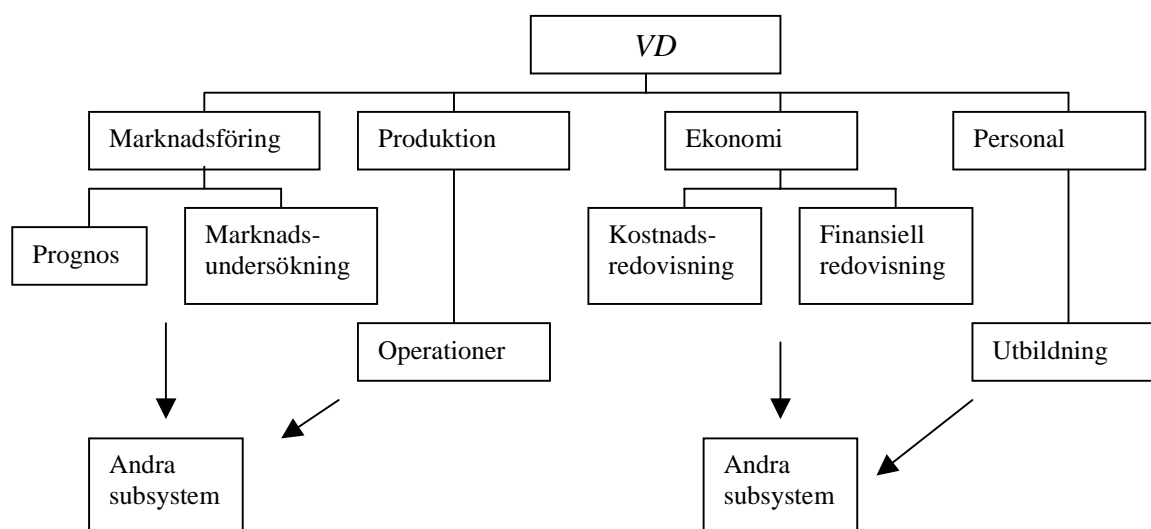 VD
Marknadsföring
Produktion
Ekonomi
Personal
Prognos
Marknads-
undersökning
Kostnads-
redovisning
Finansiell
redovisning
Operationer
Utbildning
Andra
subsystem
Andra
subsystem